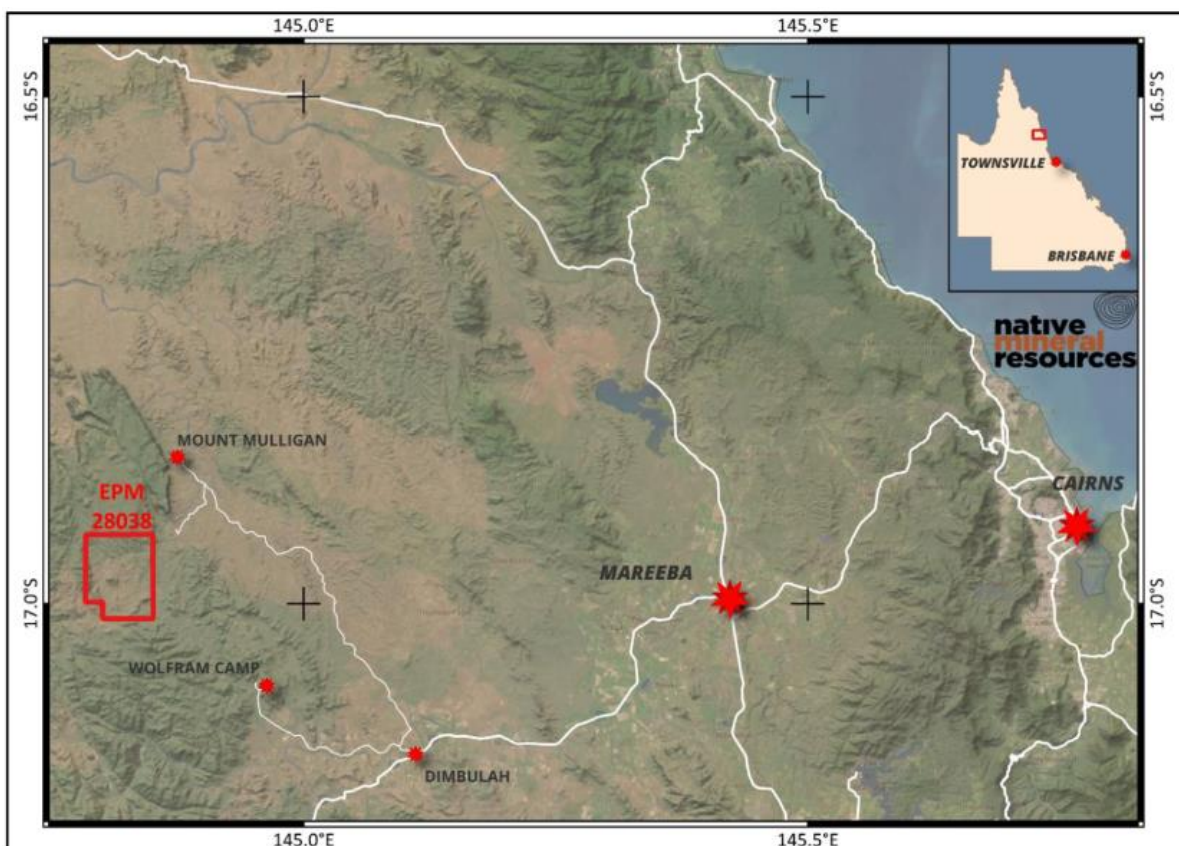 145.0°E
145.5°E
16.5°S
16.5°S
TOWNSVILLE
BRISBANE
native
mineral
resources
MOUNT MULLIGAN
EPM
28038
CAIRNS
MAREEBA
17.0°S
17.0°S
WOLFRAM CAMP
DIMBULAH
145.0°E
145.5°E